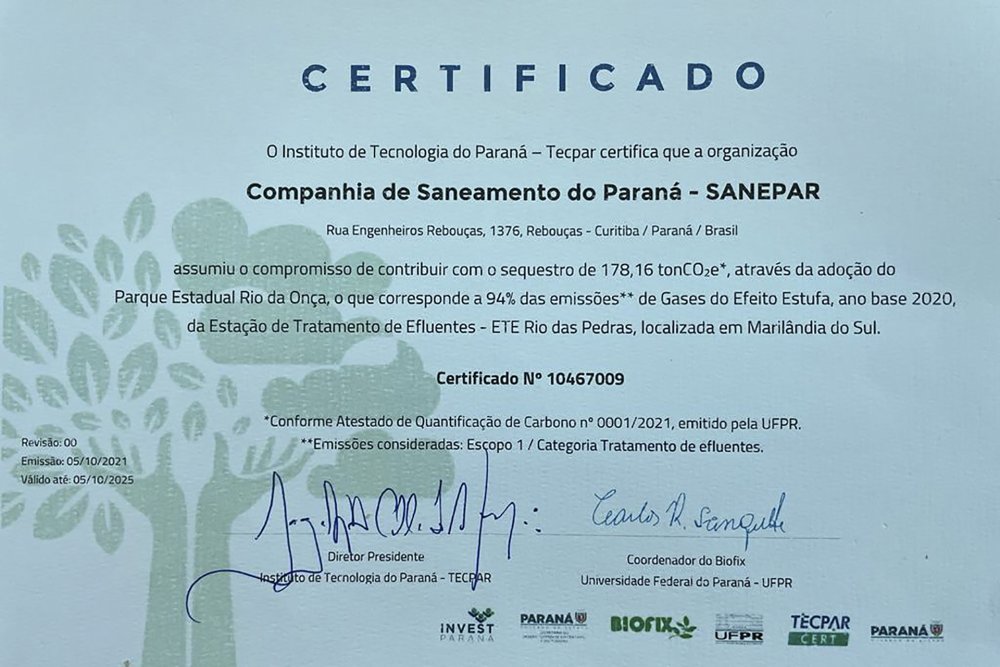 CERTIFICADO
O Instituto de Tecnologia do Paraná – Tecpar certifica que a organização
Companhia de Saneamento do Paraná - SANEPAR
Rua Engenheiros Rebouças, 1376, Rebouças - Curitiba / Paraná / Brasil
assumiu o compromisso de contribuir com o sequestro de 178,16 tonCO₂e*, através da adoção do
Parque Estadual Rio da Onça, o que corresponde a 94% das emissões** de Gases do Efeito Estufa, ano base 2020,
da Estação de Tratamento de Efluentes - ETE Rio das Pedras, localizada em Marilândia do Sul.
Certificado Nº 10467009
*Conforme Atestado de Quantificação de Carbono nº 0001/2021, emitido pela UFPR.
**Emissões consideradas: Escopo 1 / Categoria Tratamento de efluentes.
Revisão: 00
Emissão: 05/10/2021
Válido até: 05/10/2025
Carlos R. Sanquetta
Diretor Presidente
Instituto de Tecnologia do Paraná - TECPAR
Coordenador do Biofix
Universidade Federal do Paraná - UFPR
INVEST
PARANÁ
PARANÁ
BIOFIX
UFPR
TECPAR
CERT
PARANÁ